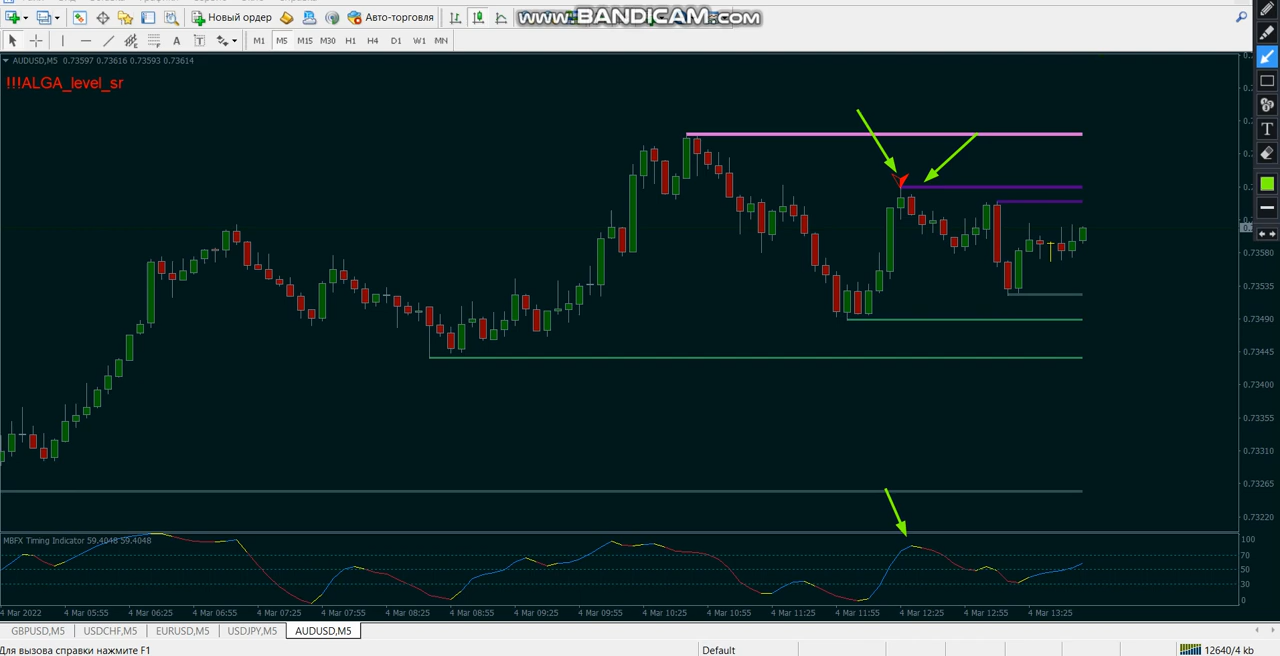 Новый ордер
Авто-торговля
www.BANDICAM.com
A
T
M1 M5 M15 M30 H1 H4 D1 W1 MN
AUDUSD,M5 0.73597 0.73616 0.73593 0.73614
!!!ALGA_level_sr
0.73580
0.73535
0.73490
0.73445
0.73400
0.73355
0.73310
0.73265
0.73220
MBFX Timing Indicator 59.4048 59.4048
100
70
50
30
0
4 Mar 2022 4 Mar 05:55 4 Mar 06:25 4 Mar 06:55 4 Mar 07:25 4 Mar 07:55 4 Mar 08:25 4 Mar 08:55 4 Mar 09:25 4 Mar 09:55 4 Mar 10:25 4 Mar 10:55 4 Mar 11:25 4 Mar 11:55 4 Mar 12:25 4 Mar 12:55 4 Mar 13:25
GBPUSD,M5 USDCHF,M5 EURUSD,M5 USDJPY,M5 AUDUSD,M5
Для вызова справки нажмите F1
Default
12640/4 kb